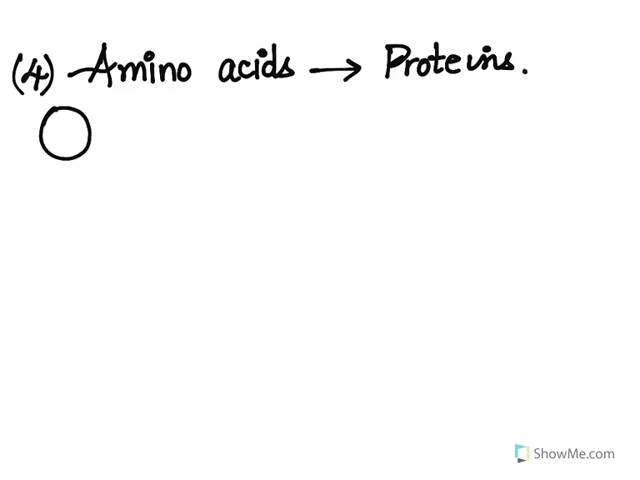 (4) Amino acids → Proteins.
ShowMe.com